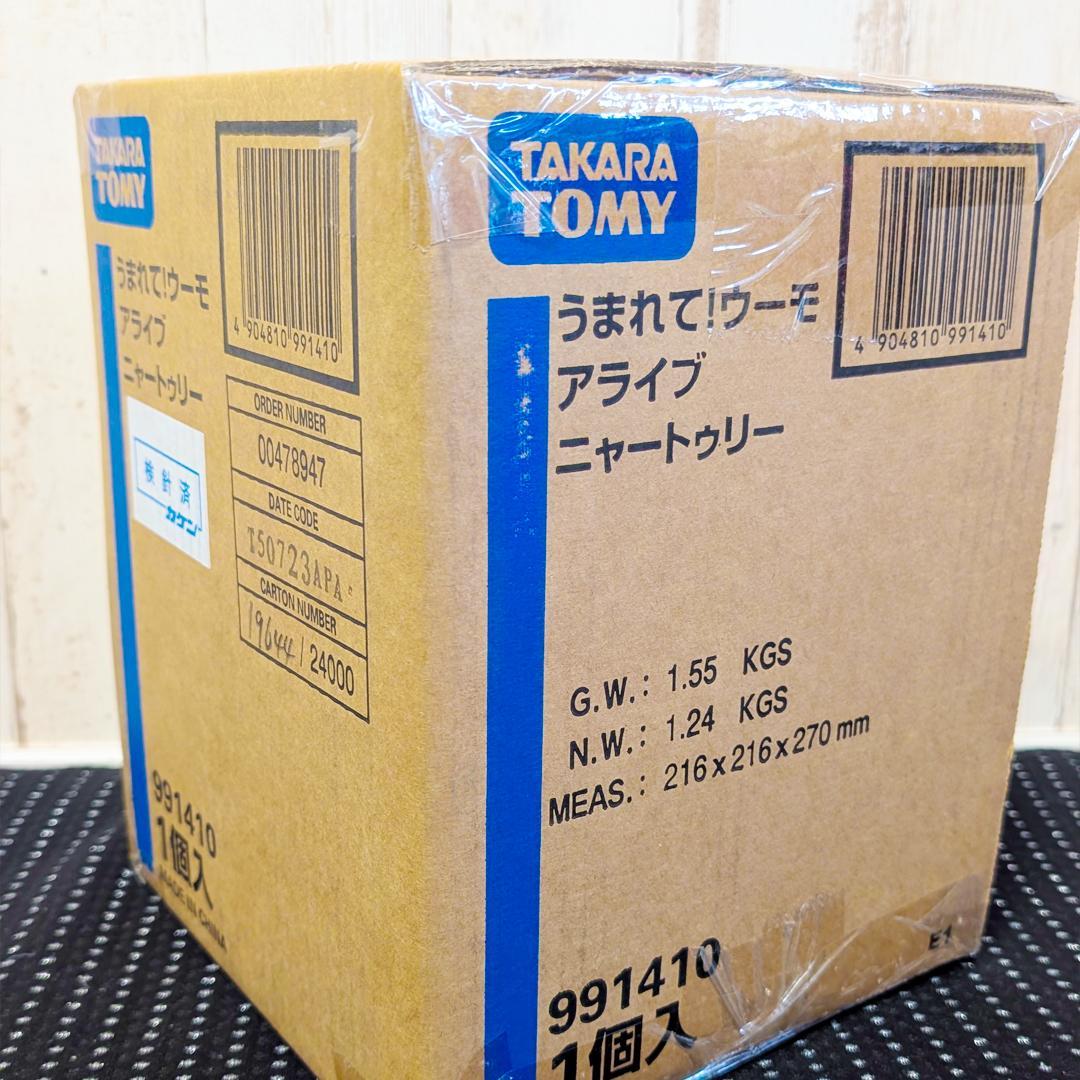 TAKARA
TOMY
うまれて!ウーモ
アライブ
ニャートゥリー
4 904810 991410
ORDER NUMBER
00478947
DATE CODE
T50723APA
CARTON NUMBER
19644 / 24000
検針済
カケン
991410
1個入
MADE IN CHINA
TAKARA
TOMY
うまれて!ウーモ
アライブ
ニャートゥリー
4 904810 991410
G.W.: 1.55 KGS
N.W.: 1.24 KGS
MEAS.: 216x216x270 mm
991410
1個入
E1